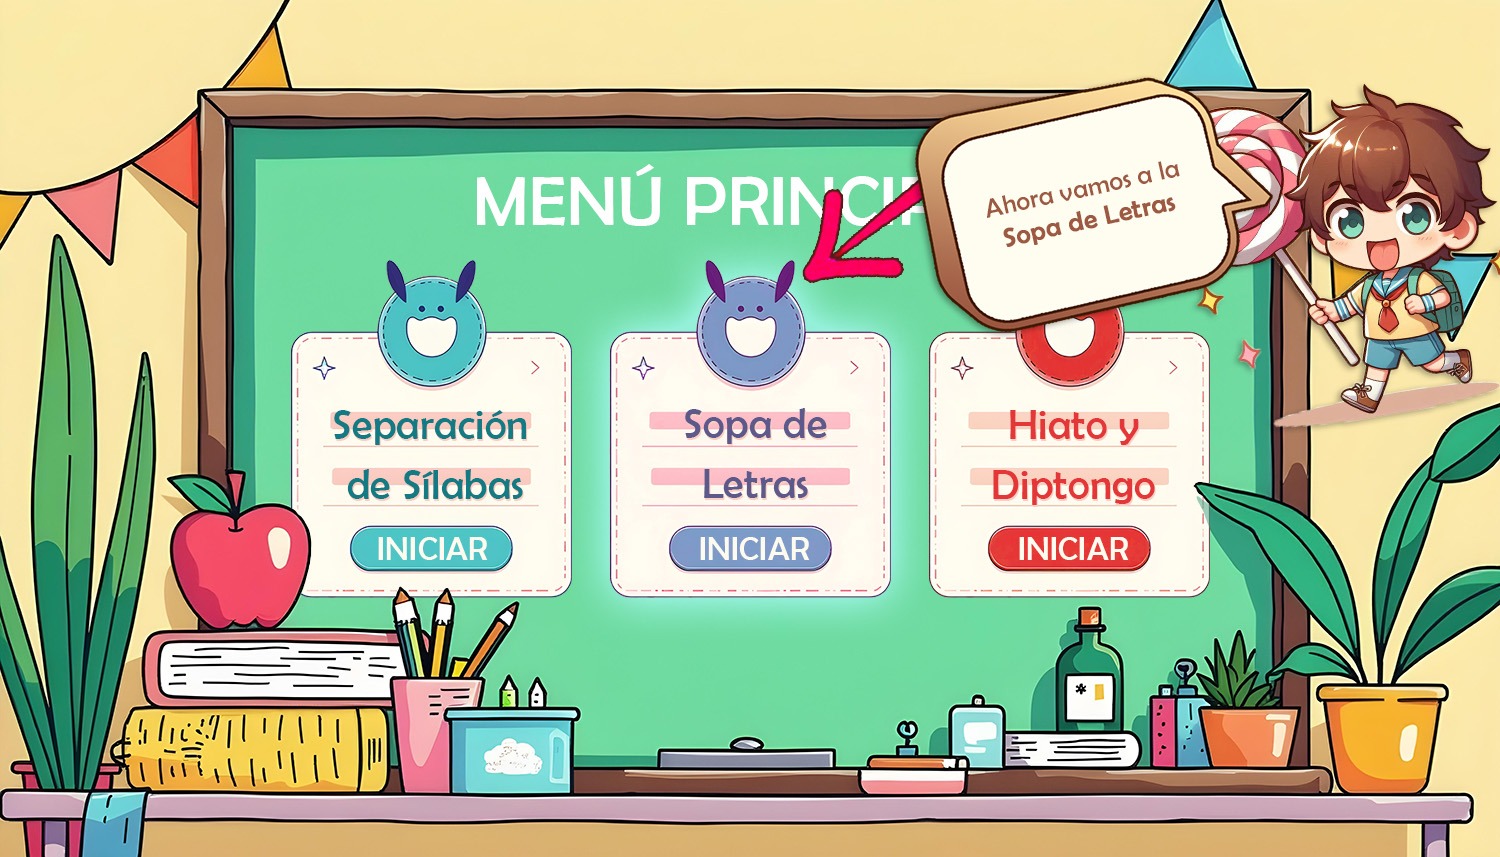 MENÚ PRINCIP
Ahora vamos a la
Sopa de Letras
Separación
de Sílabas
INICIAR
Sopa de
Letras
INICIAR
Hiato y
Diptongo
INICIAR